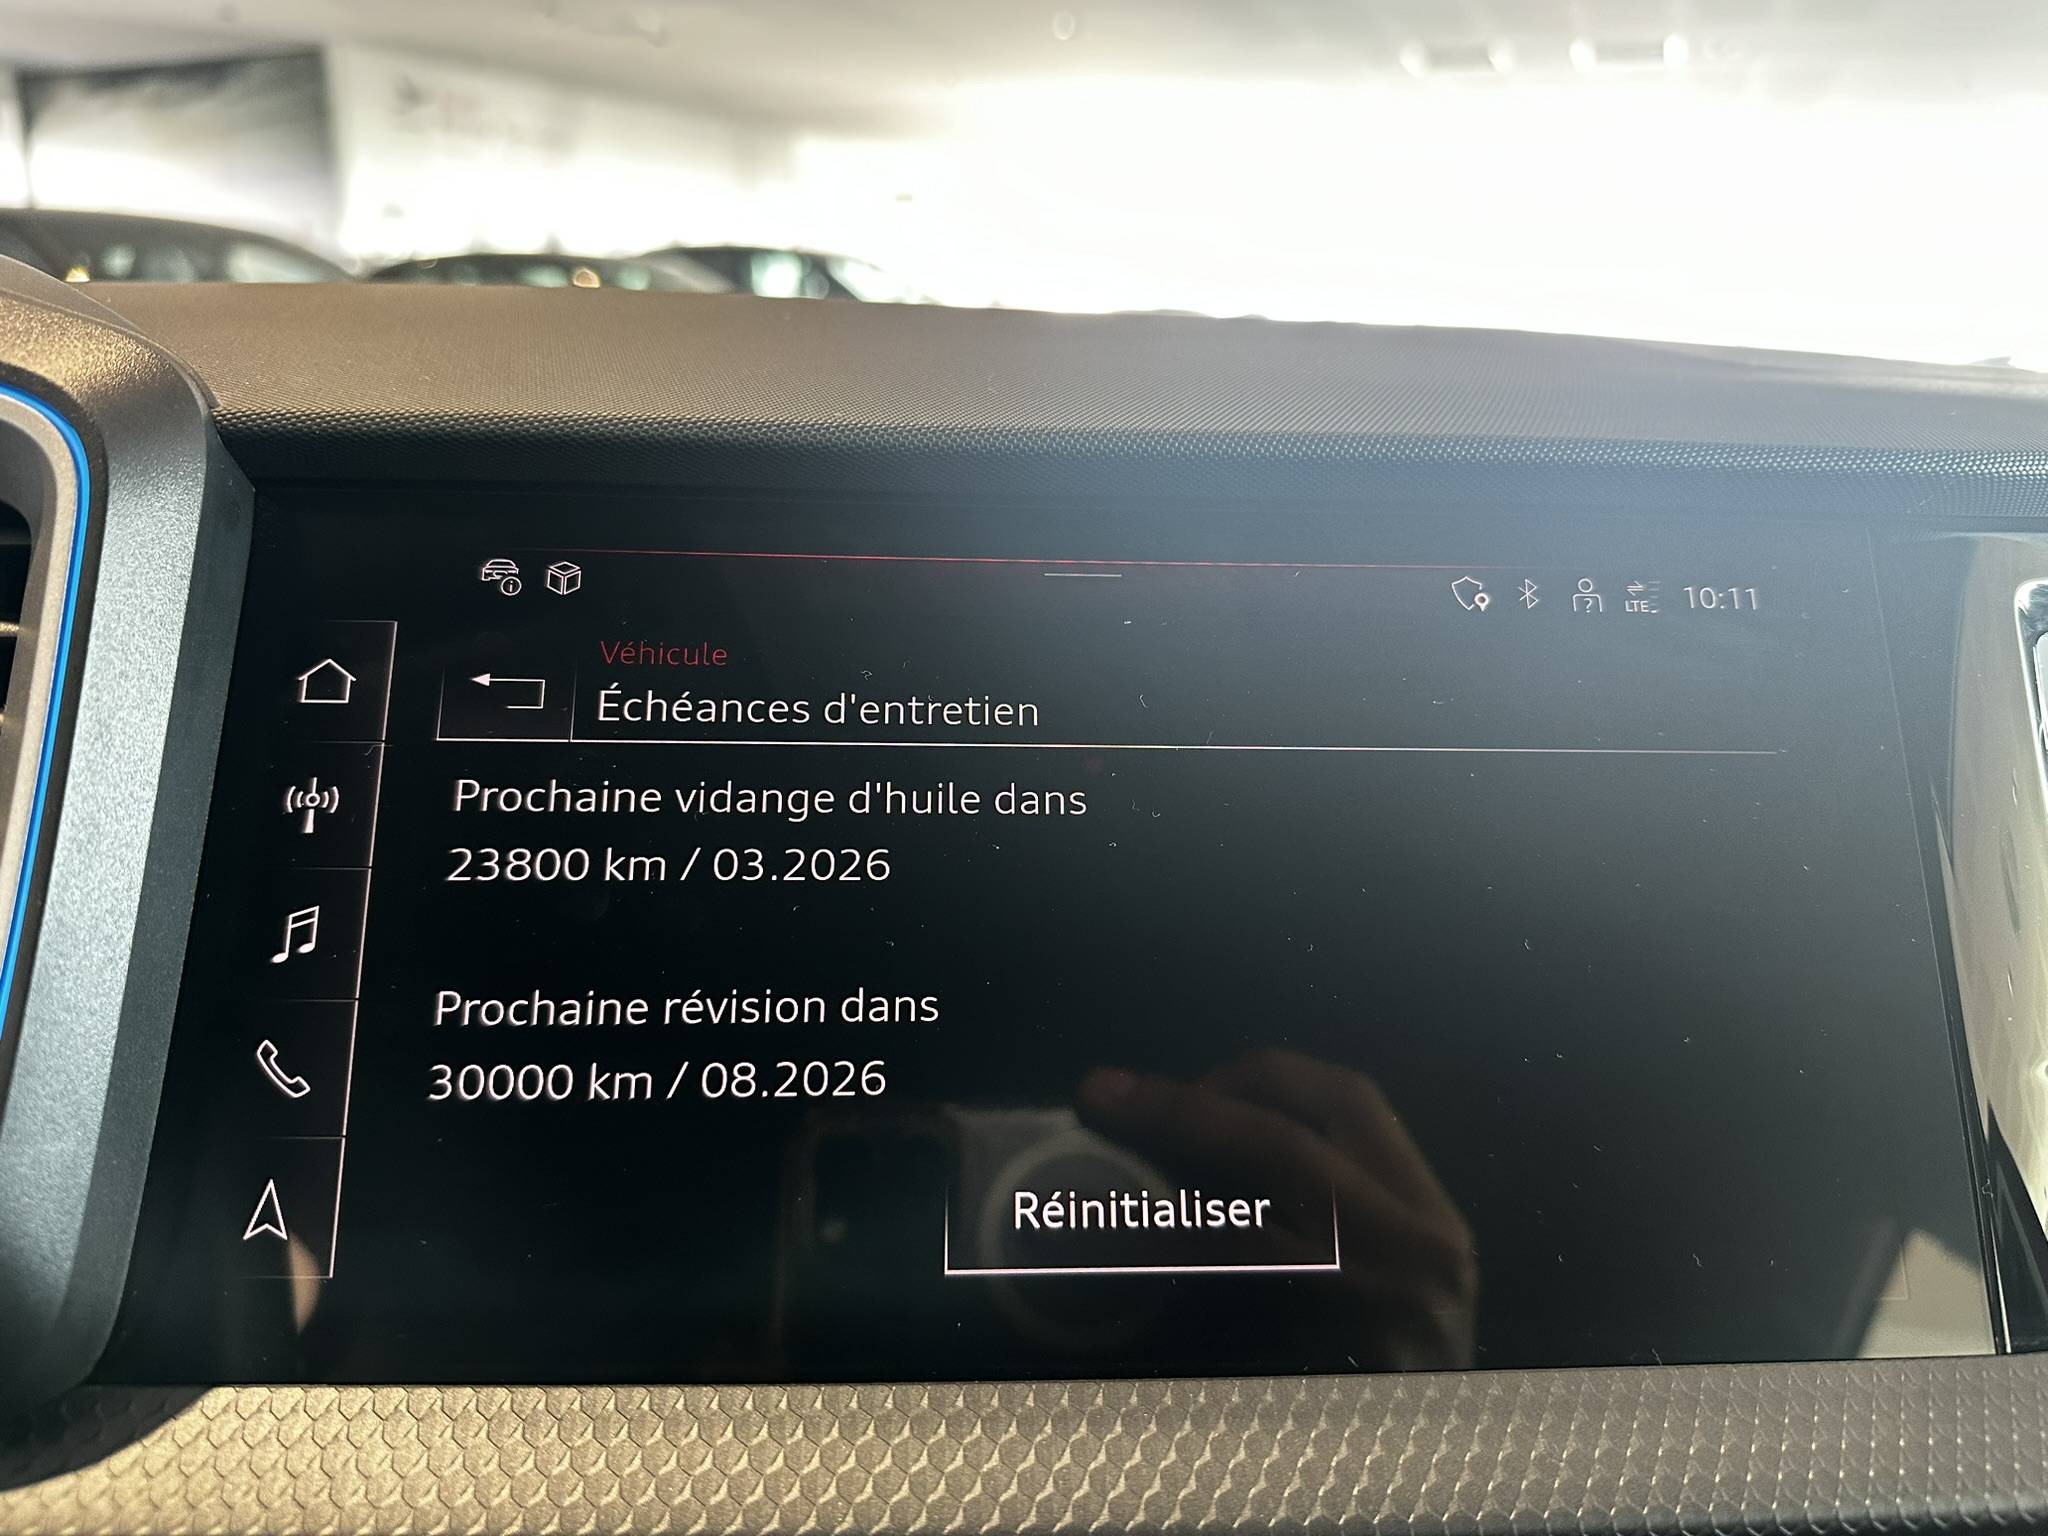 LTE 10:11
Véhicule
Échéances d'entretien
Prochaine vidange d'huile dans
23800 km / 03.2026
Prochaine révision dans
30000 km / 08.2026
Réinitialiser